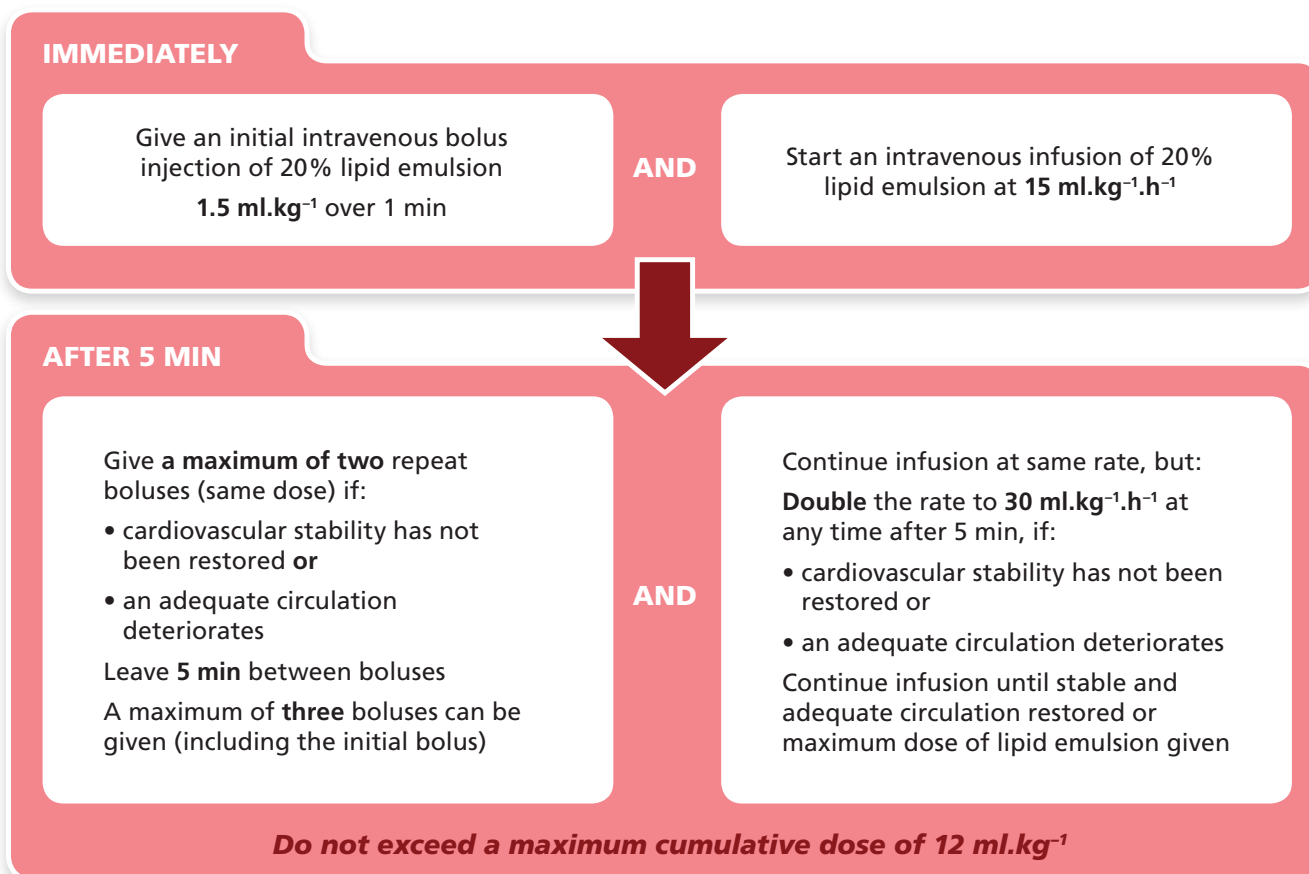 IMMEDIATELY
Give an initial intravenous bolus
injection of 20% lipid emulsion
1.5 ml.kg⁻¹ over 1 min
AND
Start an intravenous infusion of 20%
lipid emulsion at 15 ml.kg⁻¹.h⁻¹
AFTER 5 MIN
Give a maximum of two repeat
boluses (same dose) if:
• cardiovascular stability has not
been restored or
• an adequate circulation
deteriorates
Leave 5 min between boluses
A maximum of three boluses can be
given (including the initial bolus)
AND
Continue infusion at same rate, but:
Double the rate to 30 ml.kg⁻¹.h⁻¹ at
any time after 5 min, if:
• cardiovascular stability has not been
restored or
• an adequate circulation deteriorates
Continue infusion until stable and
adequate circulation restored or
maximum dose of lipid emulsion given
Do not exceed a maximum cumulative dose of 12 ml.kg⁻¹